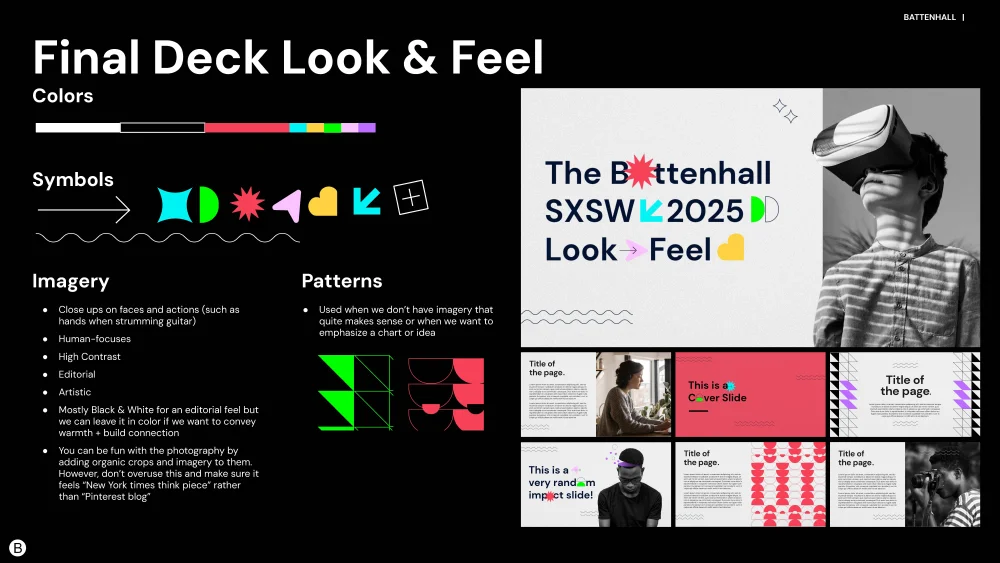 BATTENHALL |
Final Deck Look & Feel
Colors
Symbols
Imagery
● Close ups on faces and actions (such as
hands when strumming guitar)
● Human-focuses
● High Contrast
● Editorial
● Artistic
● Mostly Black & White for an editorial feel but
we can leave it in color if we want to convey
warmth + build connection
● You can be fun with the photography by
adding organic crops and imagery to them.
However, don’t overuse this and make sure it
feels “New York times think piece” rather
than “Pinterest blog”
Patterns
● Used when we don’t have imagery that
quite makes sense or when we want to
emphasize a chart or idea
The B ttenhall
SXSW 2025
Look Feel
Title of
the page.
This is a
C ver Slide
Title of
the page.
This is a
very rand m
imp ct slide!
Title of
the page.
Title of
the page.
B